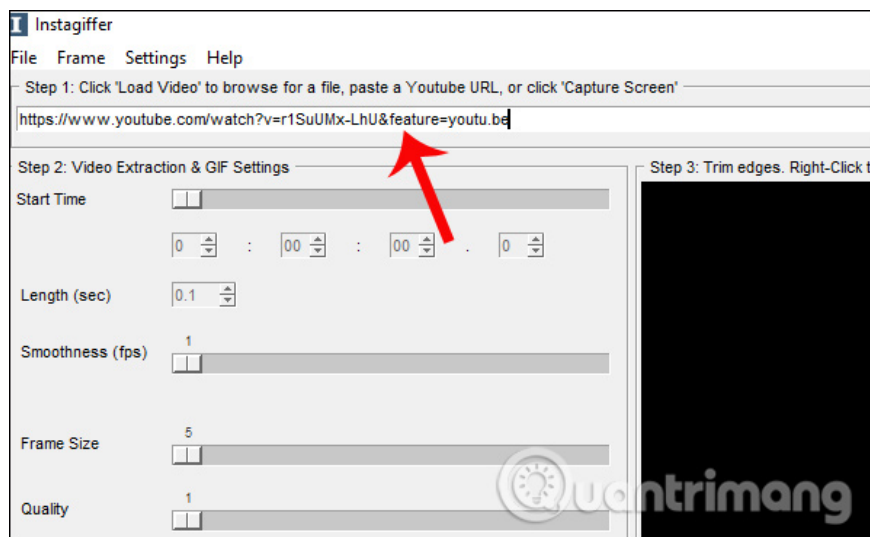 Instagiffer
File Frame Settings Help
Step 1: Click 'Load Video' to browse for a file, paste a Youtube URL, or click 'Capture Screen'
https://www.youtube.com/watch?v=r1SuUMx-LhU&feature=youtu.be
Step 2: Video Extraction & GIF Settings
Step 3: Trim edges. Right-Click t
Start Time
0 : 00 : 00 . 0
Length (sec) 0.1
1
Smoothness (fps)
5
Frame Size
1
Quality
Quantrimang